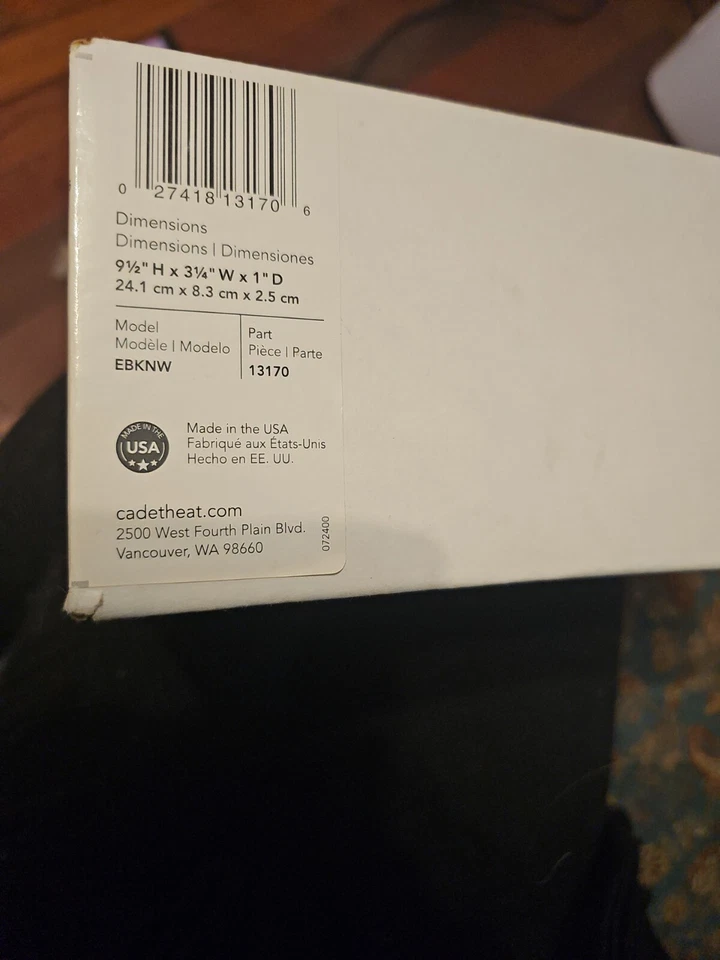 0 27418 13170 6
Dimensions
Dimensions | Dimensiones
9½" H x 3¼" W x 1" D
24.1 cm x 8.3 cm x 2.5 cm
Model
Modèle | Modelo
EBKNW
Part
Pièce | Parte
13170
MADE IN THE
USA
Made in the USA
Fabriqué aux États-Unis
Hecho en EE. UU.
cadetheat.com
2500 West Fourth Plain Blvd.
Vancouver, WA 98660
072400